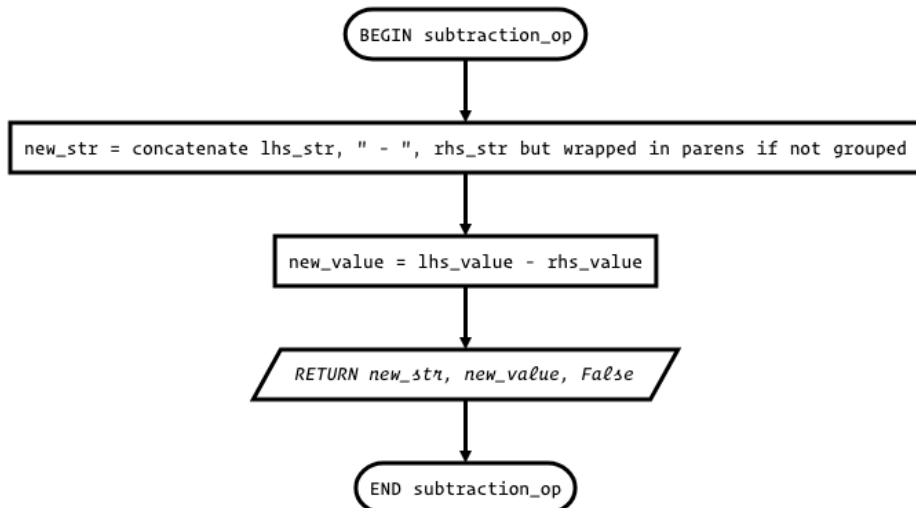 BEGIN subtraction_op
new_str = concatenate lhs_str, " - ", rhs_str but wrapped in parens if not grouped
new_value = lhs_value - rhs_value
RETURN new_str, new_value, False
END subtraction_op